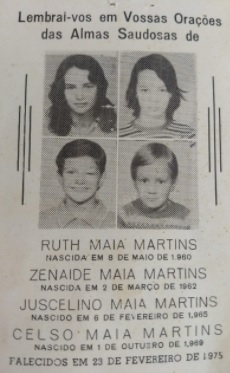 Lembrai-vos em Vossas Orações
das Almas Saudosas de
RUTH MAIA MARTINS
NASCIDA EM 8 DE MAIO DE 1.960
ZENAIDE MAIA MARTINS
NASCIDA EM 2 DE MARÇO DE 1962
JUSCELINO MAIA MARTINS
NASCIDO EM 6 DE FEVEREIRO DE 1,965
CELSO MAIA MARTINS
NASCIDO EM 1 DE OUTUBRO DE 1,969
FALECIDOS EM 23 DE FEVEREIRO DE 1975